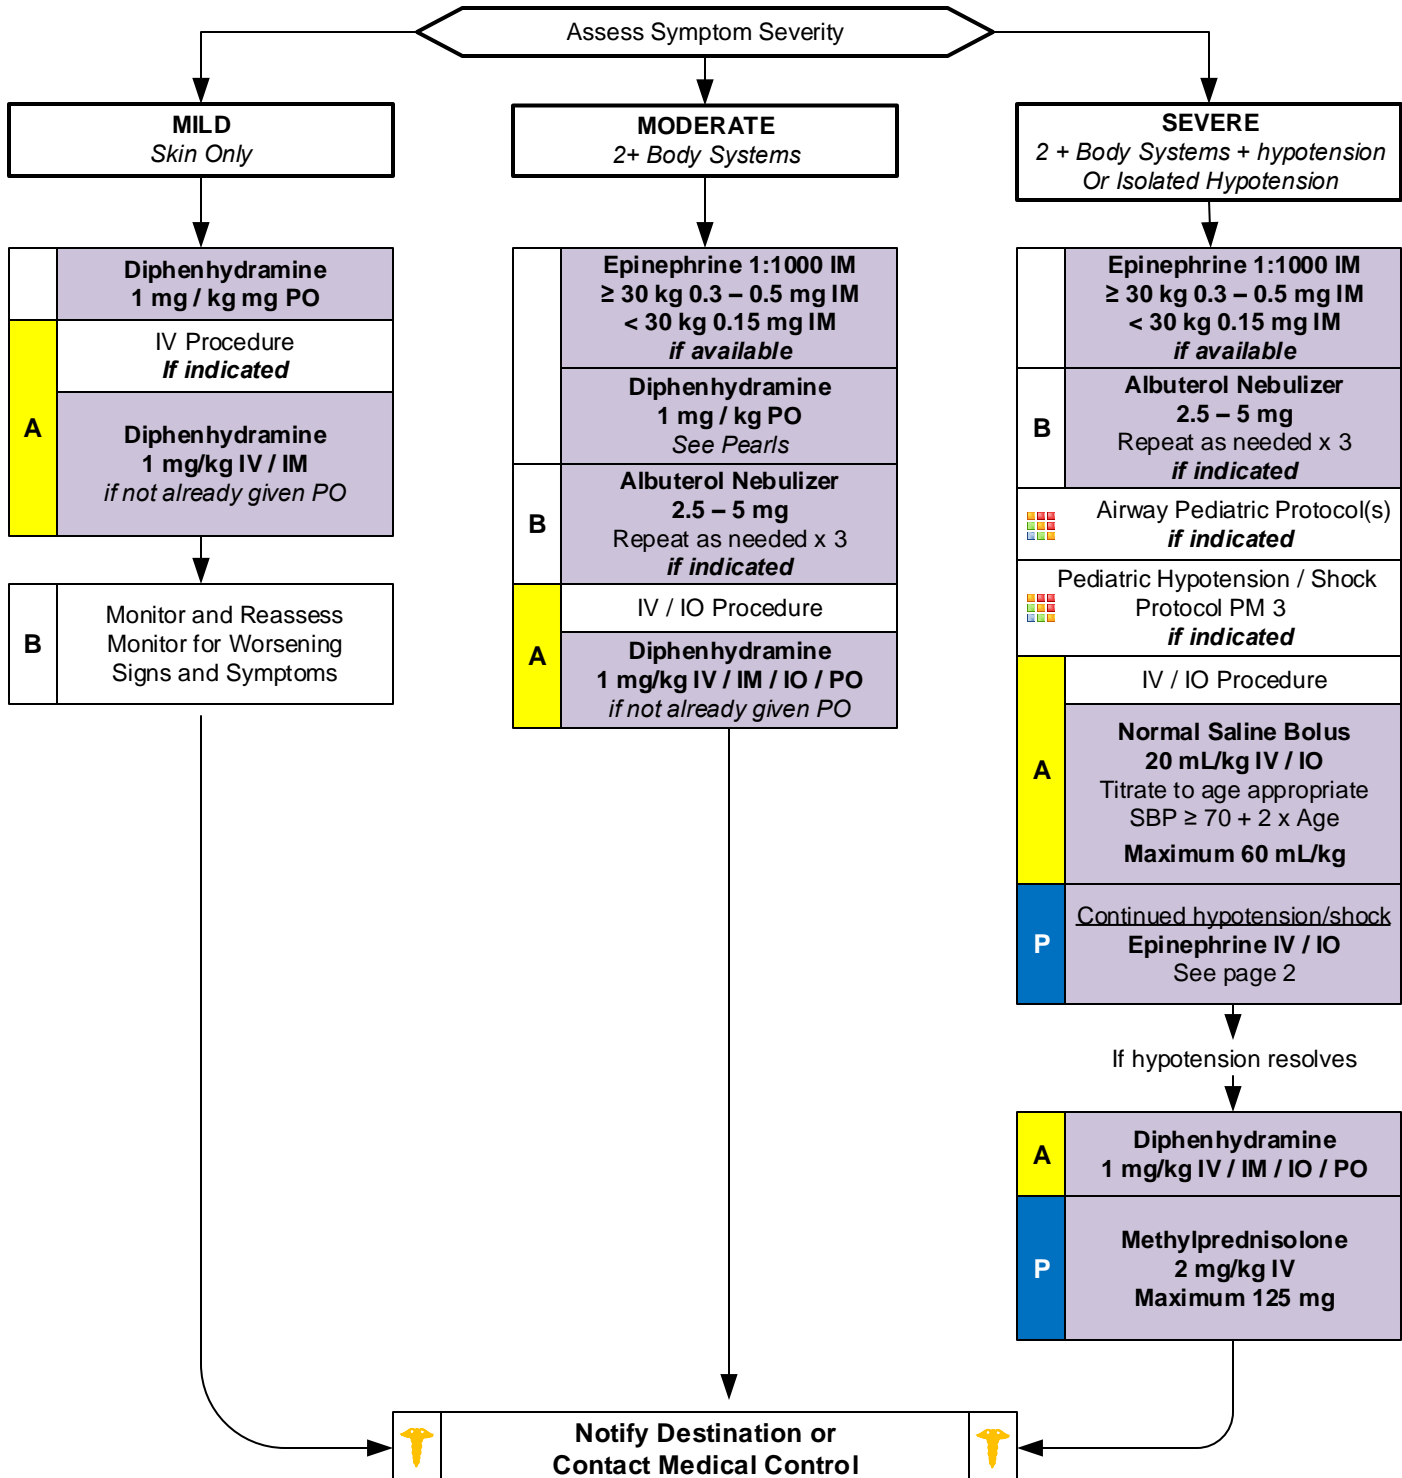 Assess Symptom Severity
MILD
Skin Only
Diphenhydramine
1 mg / kg mg PO
A
IV Procedure
If indicated
Diphenhydramine
1 mg/kg IV / IM
if not already given PO
B
Monitor and Reassess
Monitor for Worsening
Signs and Symptoms
MODERATE
2+ Body Systems
Epinephrine 1:1000 IM
≥ 30 kg 0.3 – 0.5 mg IM
< 30 kg 0.15 mg IM
if available
Diphenhydramine
1 mg / kg PO
See Pearls
B
Albuterol Nebulizer
2.5 – 5 mg
Repeat as needed x 3
if indicated
A
IV / IO Procedure
Diphenhydramine
1 mg/kg IV / IM / IO / PO
if not already given PO
SEVERE
2 + Body Systems + hypotension
Or Isolated Hypotension
Epinephrine 1:1000 IM
≥ 30 kg 0.3 – 0.5 mg IM
< 30 kg 0.15 mg IM
if available
B
Albuterol Nebulizer
2.5 – 5 mg
Repeat as needed x 3
if indicated
Airway Pediatric Protocol(s)
if indicated
Pediatric Hypotension / Shock
Protocol PM 3
if indicated
A
IV / IO Procedure
Normal Saline Bolus
20 mL/kg IV / IO
Titrate to age appropriate
SBP ≥ 70 + 2 x Age
Maximum 60 mL/kg
P
Continued hypotension/shock
Epinephrine IV / IO
See page 2
If hypotension resolves
A
Diphenhydramine
1 mg/kg IV / IM / IO / PO
P
Methylprednisolone
2 mg/kg IV
Maximum 125 mg
Notify Destination or
Contact Medical Control